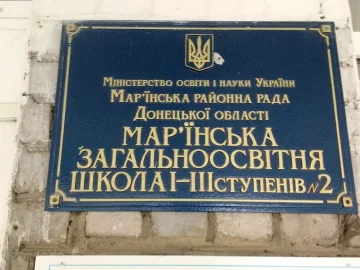 Міністерство освіти і науки України
Мар'їнська районна рада
Донецької області
МАР'ЇНСЬКА
ЗАГАЛЬНООСВІТНЯ
ШКОЛА І–ІІІ СТУПЕНІВ №2